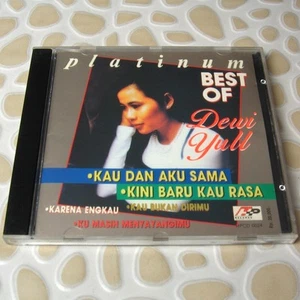 platinum
BEST
OF
Dewi
Yull
•KAU DAN AKU SAMA
•KINI BARU KAU RASA
•KARENA ENGKAU
•KAU BUKAN DIRIMU
•KU MASIH MENYAYANGIMU